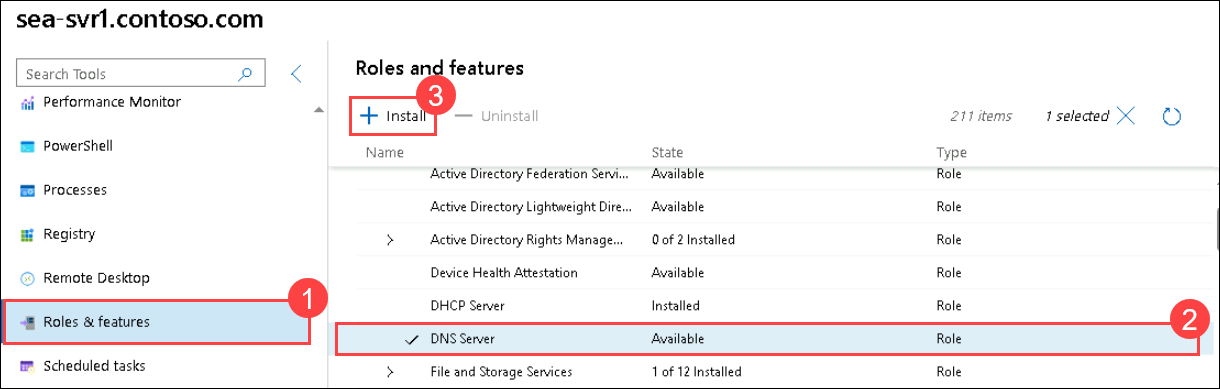 sea-svr1.contoso.com
Search Tools
Performance Monitor
PowerShell
Processes
Registry
Remote Desktop
1
Roles & features
Scheduled tasks
Roles and features
3
Install
Uninstall
211 items
1 selected
Name State Type
Active Directory Federation Servi... Available Role
Active Directory Lightweight Dire... Available Role
Active Directory Rights Manage... 0 of 2 Installed Role
Device Health Attestation Available Role
DHCP Server Installed Role
2
DNS Server Available Role
File and Storage Services 1 of 12 Installed Role